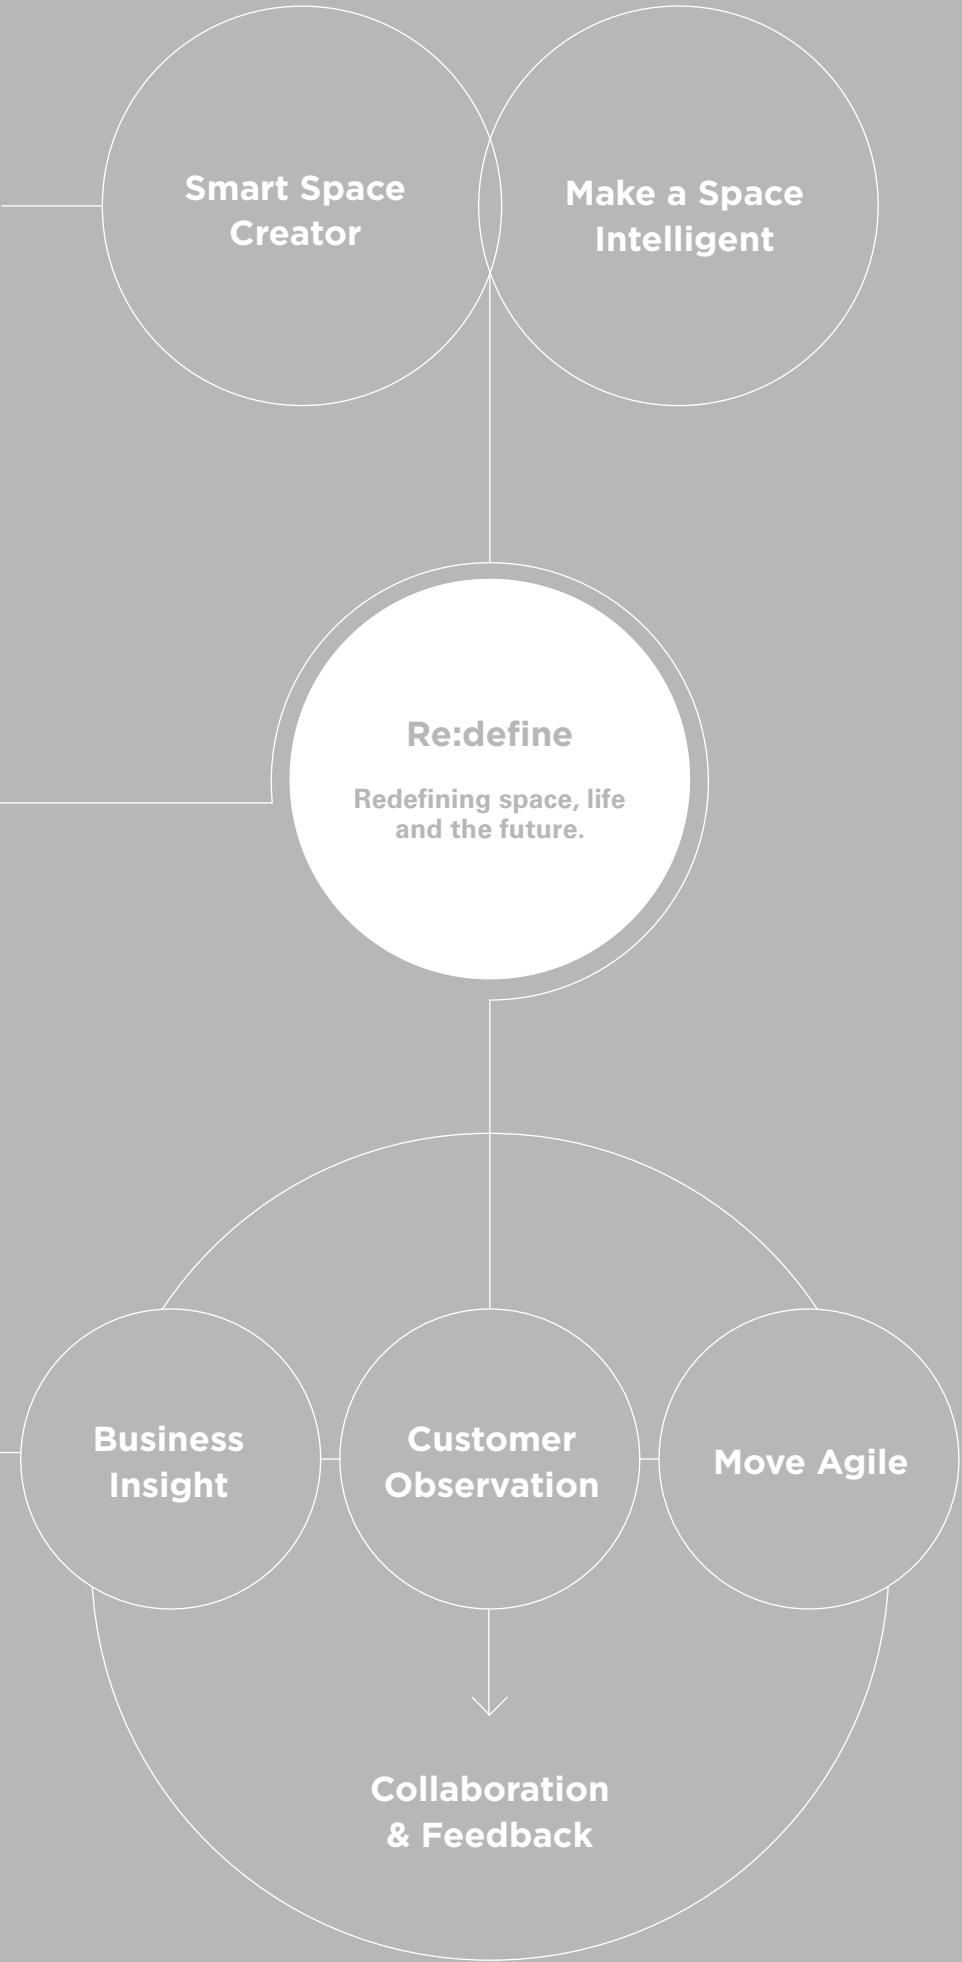 Smart Space
Creator
Make a Space
Intelligent
Re:define
Redefining space, life
and the future.
Business
Insight
Customer
Observation
Move Agile
Collaboration
& Feedback